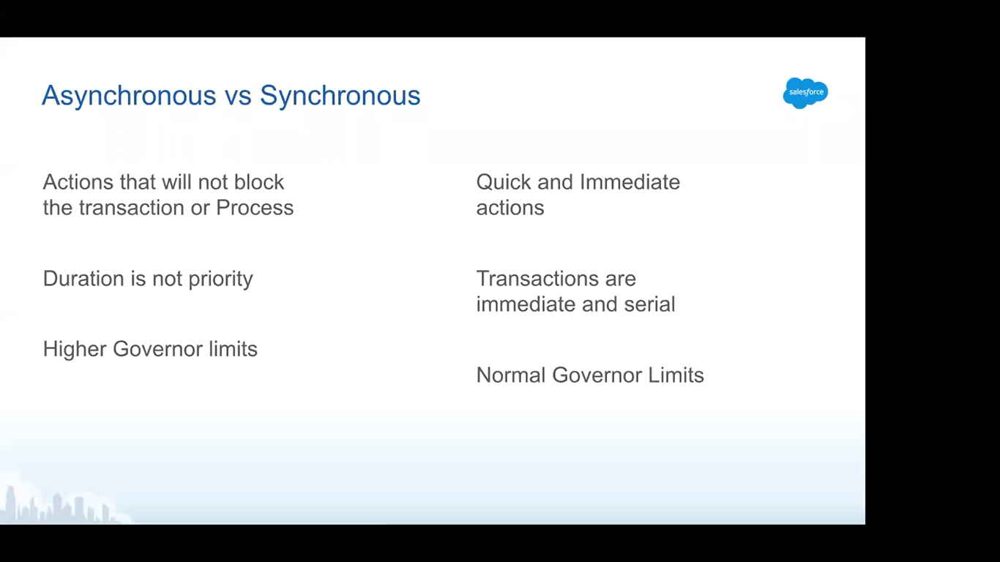 Asynchronous vs Synchronous
salesforce
Actions that will not block
the transaction or Process
Duration is not priority
Higher Governor limits
Quick and Immediate
actions
Transactions are
immediate and serial
Normal Governor Limits